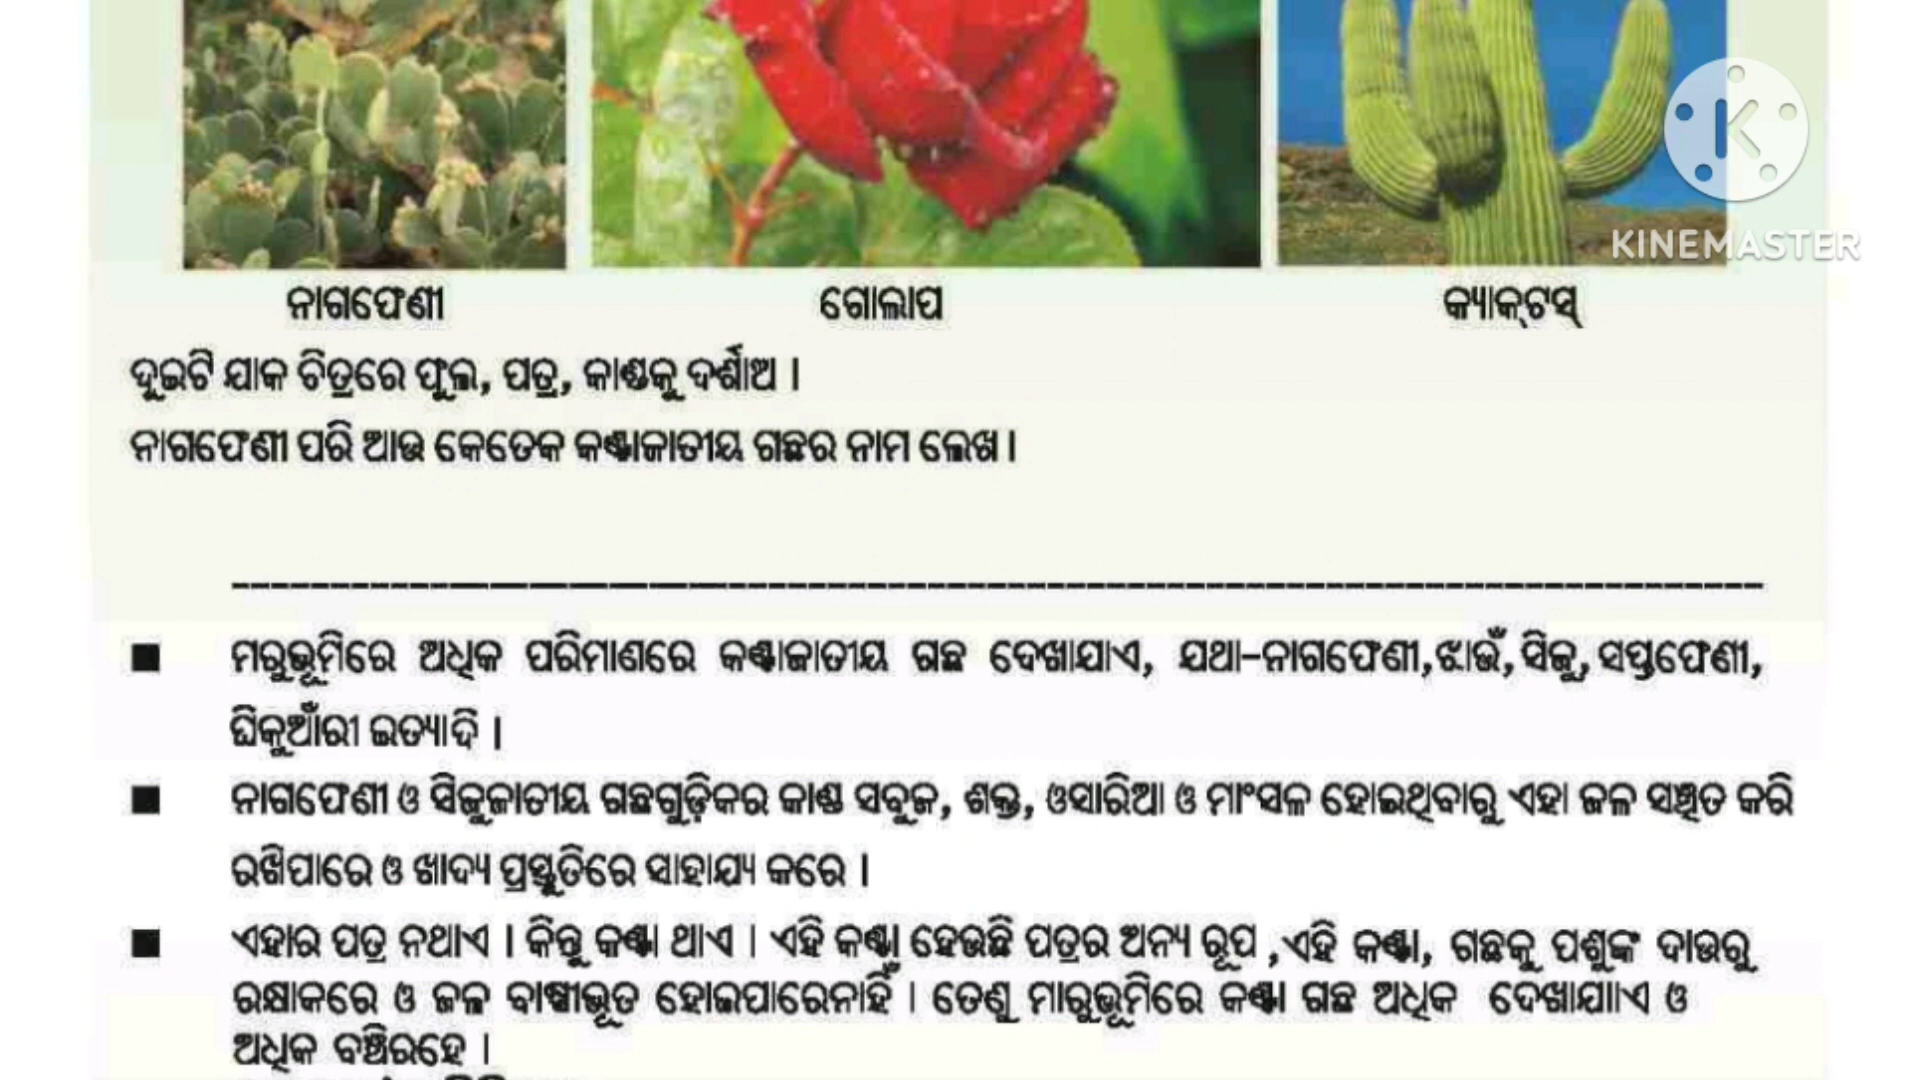 KINEMASTER
ନାଗଫେଣୀ ଗୋଲାପ କ୍ୟାକ୍‌ଟସ୍
ଦୁଇଟି ଯାକ ଚିତ୍ରରେ ଫୁଲ, ପତ୍ର, କାଣ୍ଡକୁ ଦର୍ଶାଅ ।
ନାଗଫେଣୀ ପରି ଆଉ କେତେକ କଣ୍ଟାଜାତୀୟ ଗଛର ନାମ ଲେଖ ।
■ ମରୁଭୂମିରେ ଅଧିକ ପରିମାଣରେ କଣ୍ଟାଜାତୀୟ ଗଛ ଦେଖାଯାଏ, ଯଥା-ନାଗଫେଣୀ,ଝାଉଁ,ସିଜୁ, ସପ୍ତଫେଣୀ,
ଘିକୁଆଁରୀ ଇତ୍ୟାଦି ।
■ ନାଗଫେଣୀ ଓ ସିଜୁଜାତୀୟ ଗଛଗୁଡ଼ିକର କାଣ୍ଡ ସବୁଜ, ଶକ୍ତ, ଓସାରିଆ ଓ ମାଂସଳ ହୋଇଥିବାରୁ ଏହା ଜଳ ସଞ୍ଚିତ କରି
ରଖିପାରେ ଓ ଖାଦ୍ୟ ପ୍ରସ୍ତୁତିରେ ସାହାଯ୍ୟ କରେ ।
■ ଏହାର ପତ୍ର ନଥାଏ । କିନ୍ତୁ କଣ୍ଟା ଥାଏ । ଏହି କଣ୍ଟା ହେଉଛି ପତ୍ରର ଅନ୍ୟ ରୂପ ,ଏହି କଣ୍ଟା, ଗଛକୁ ପଶୁଙ୍କ ଦାଉରୁ
ରକ୍ଷାକରେ ଓ ଜଳ ବାଷ୍ପୀଭୂତ ହୋଇପାରେନାହିଁ । ତେଣୁ ମାରୁଭୂମିରେ କଣ୍ଟା ଗଛ ଅଧିକ ଦେଖାଯାାଏ ଓ
ଅଧିକ ବଞ୍ଚିରହେ ।